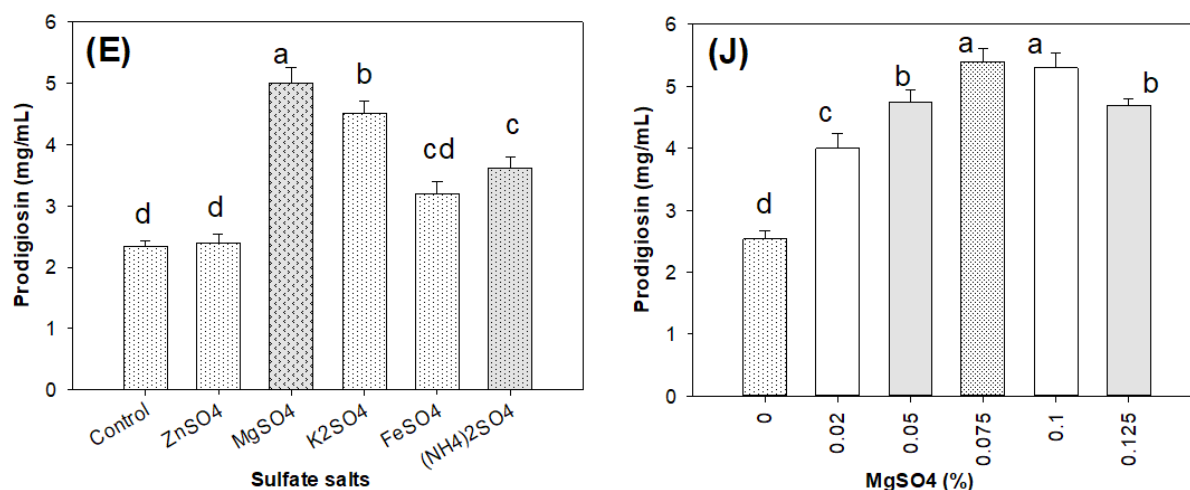 (E)
Prodigiosin (mg/mL)
6
5
4
3
2
1
0
d
d
a
b
cd
c
Control
ZnSO4
MgSO4
K2SO4
FeSO4
(NH4)2SO4
Sulfate salts
(J)
Prodigiosin (mg/mL)
6
5
4
3
2
1
0
d
c
b
a
a
b
0
0.02
0.05
0.075
0.1
0.125
MgSO4 (%)